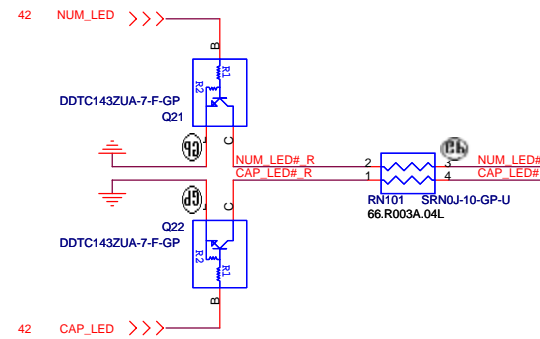 42 NUM_LED
B
R1
R2
DDTC143ZUA-7-F-GP
Q21
C
NUM_LED#_R 2 3 NUM_LED#
CAP_LED#_R 1 4 CAP_LED#
RN101 SRN0J-10-GP-U
66.R003A.04L
C
Q22
DDTC143ZUA-7-F-GP
R2
R1
B
42 CAP_LED